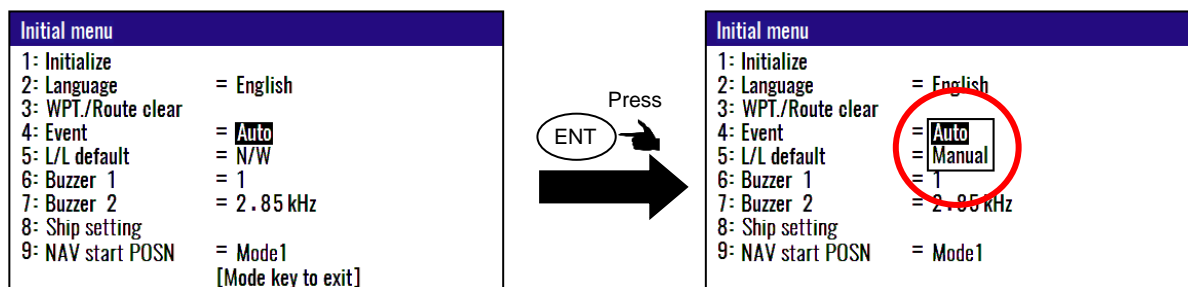 Initial menu
1: Initialize
2: Language = English
3: WPT./Route clear
4: Event = Auto
5: L/L default = N/W
6: Buzzer 1 = 1
7: Buzzer 2 = 2.85 kHz
8: Ship setting
9: NAV start POSN = Mode1
[Mode key to exit]
Press
ENT
Initial menu
1: Initialize
2: Language = English
3: WPT./Route clear
4: Event = Auto
5: L/L default = Manual
6: Buzzer 1 = 1
7: Buzzer 2 = 2.85 kHz
8: Ship setting
9: NAV start POSN = Mode1